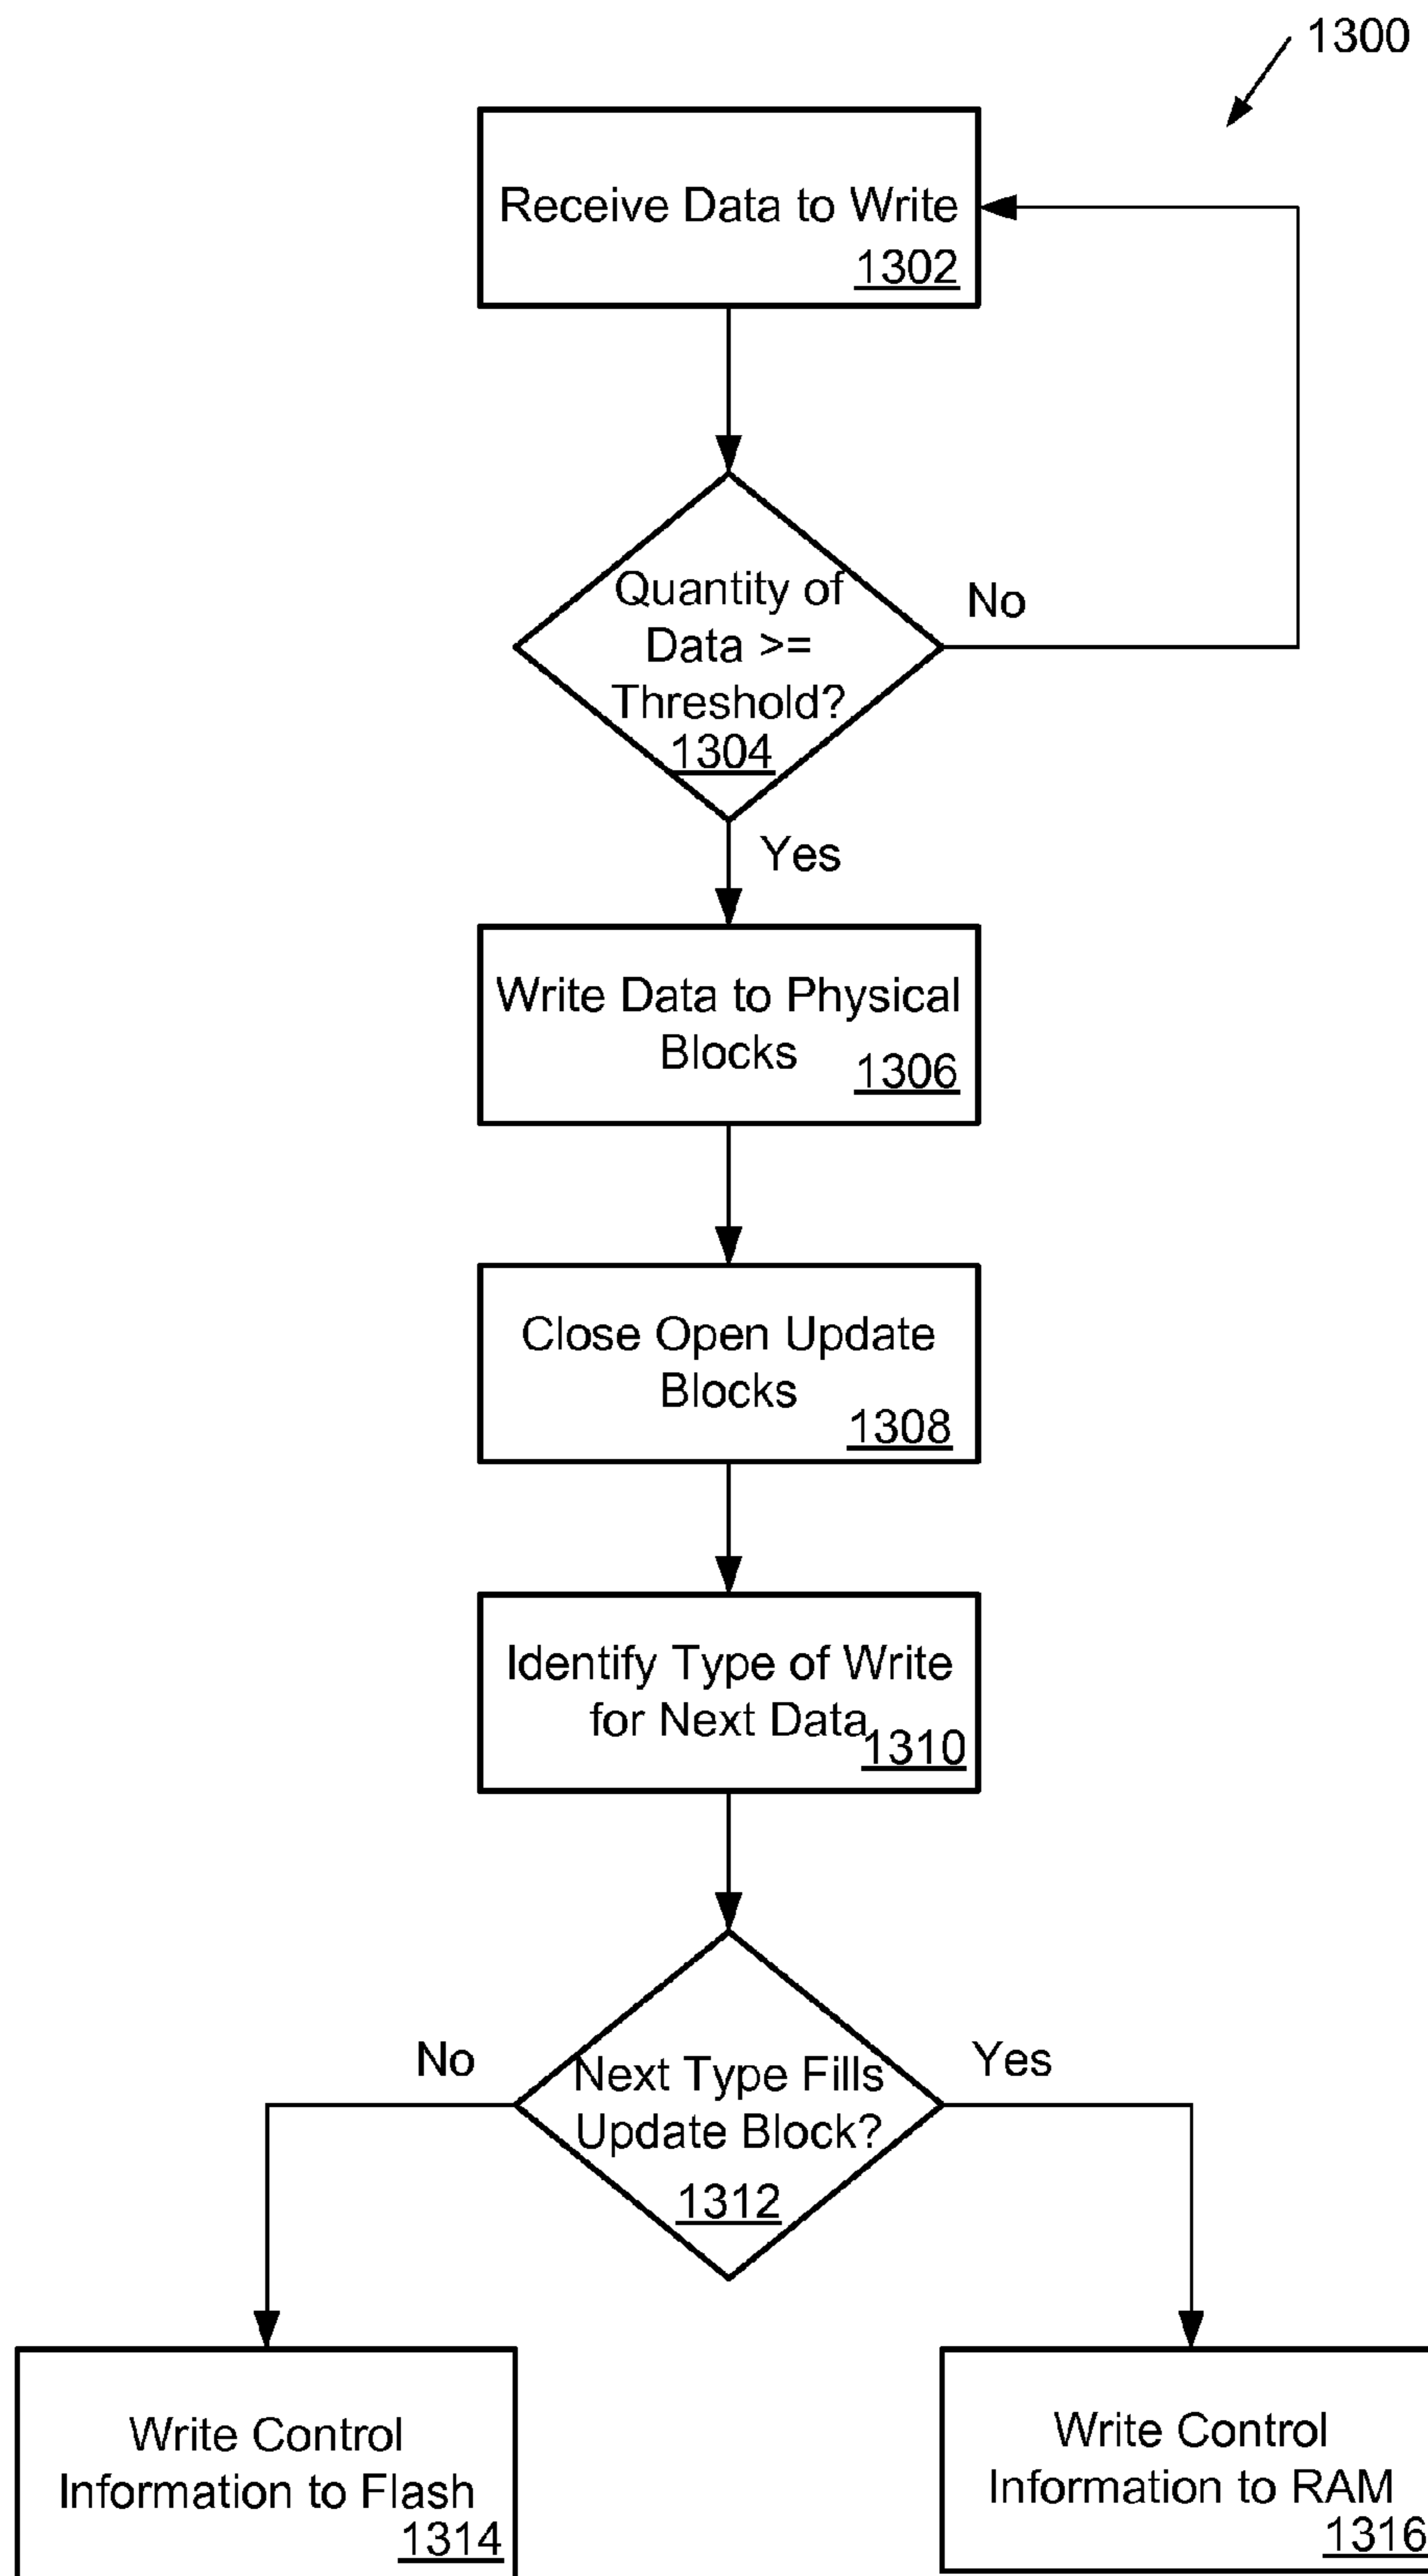 1300
Receive Data to Write
1302
Quantity of
Data >=
Threshold?
1304
No
Yes
Write Data to Physical
Blocks
1306
Close Open Update
Blocks
1308
Identify Type of Write
for Next Data
1310
No
Yes
Next Type Fills
Update Block?
1312
Write Control
Information to Flash
1314
Write Control
Information to RAM
1316